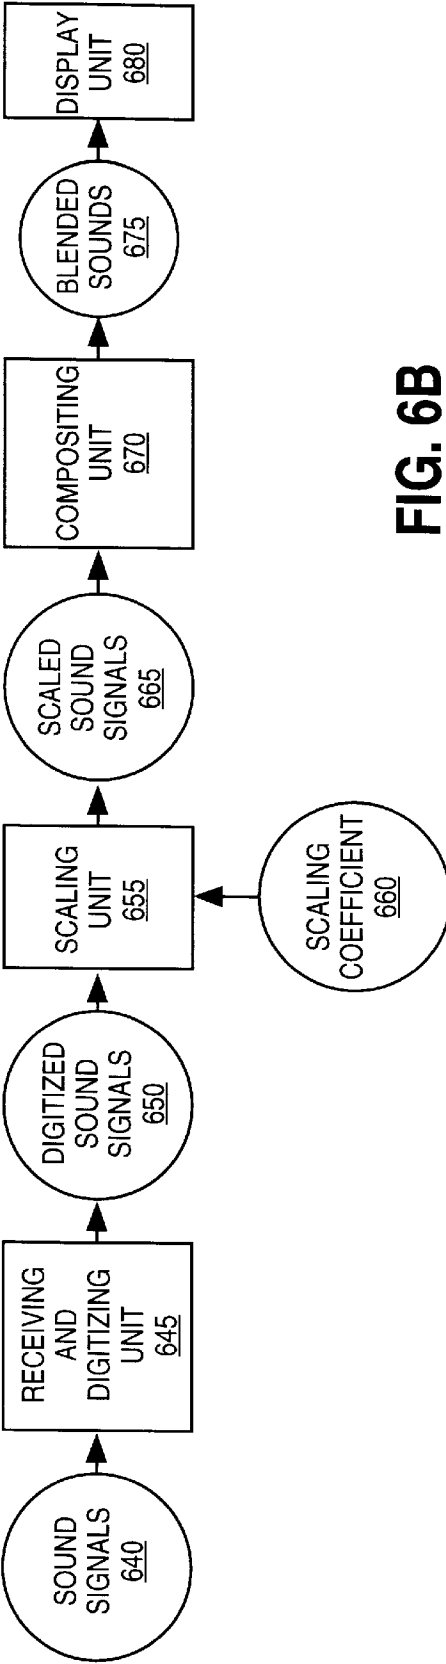 SOUND
SIGNALS
640
RECEIVING
AND
DIGITIZING
UNIT
645
DIGITIZED
SOUND
SIGNALS
650
SCALING
UNIT
655
SCALING
COEFFICIENT
660
SCALED
SOUND
SIGNALS
665
COMPOSITING
UNIT
670
BLENDED
SOUNDS
675
DISPLAY
UNIT
680
FIG. 6B